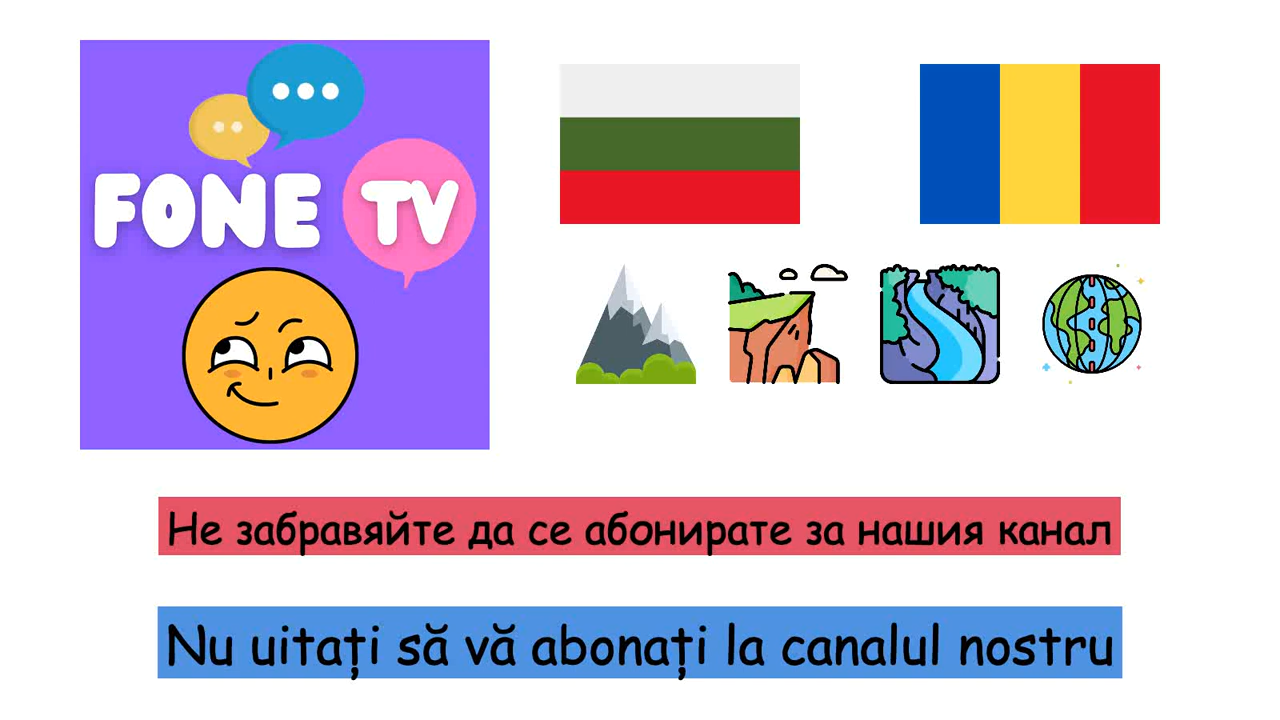 FONE TV
Не забравяйте да се абонирате за нашия канал
Nu uitați să vă abonați la canalul nostru